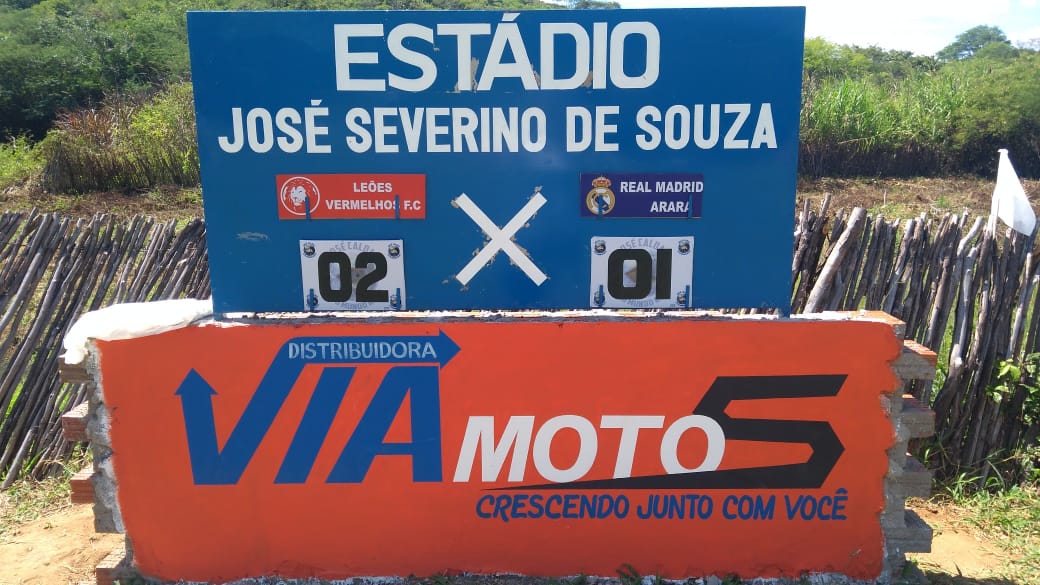 ESTÁDIO
JOSÉ SEVERINO DE SOUZA
LEÕES
VERMELHOS F.C
REAL MADRID
ARARA
02
01
DISTRIBUIDORA
VIA MOTOS
CRESCENDO JUNTO COM VOCÊ